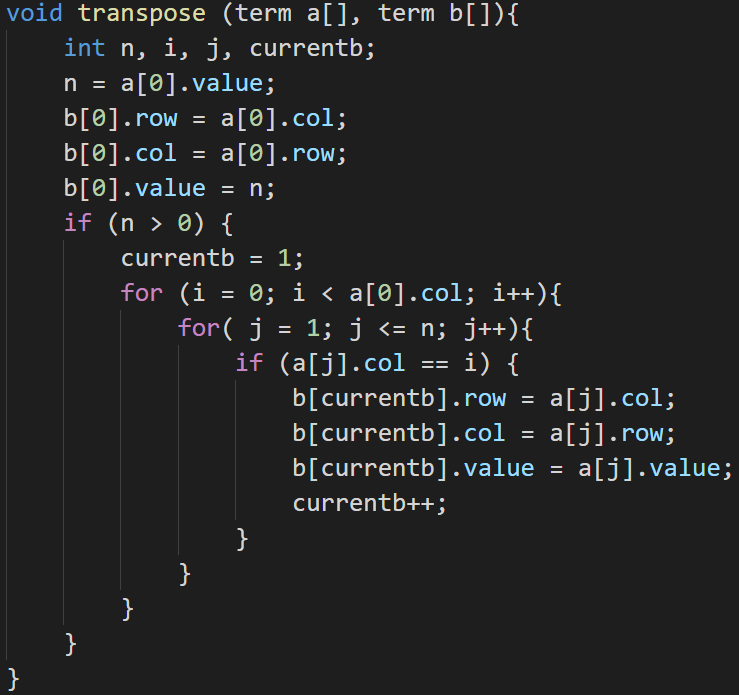 void transpose (term a[], term b[]){
    int n, i, j, currentb;
    n = a[0].value;
    b[0].row = a[0].col;
    b[0].col = a[0].row;
    b[0].value = n;
    if (n > 0) {
        currentb = 1;
        for (i = 0; i < a[0].col; i++){
            for( j = 1; j <= n; j++){
                if (a[j].col == i) {
                    b[currentb].row = a[j].col;
                    b[currentb].col = a[j].row;
                    b[currentb].value = a[j].value;
                    currentb++;
                }
            }
        }
    }
}